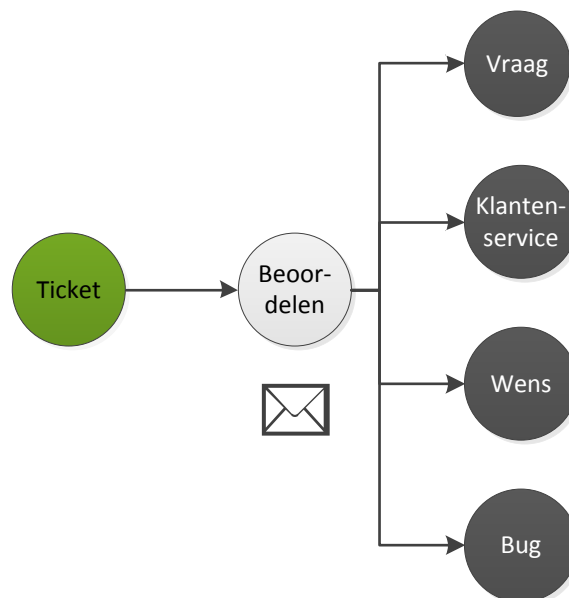 Vraag
Klanten-
service
Ticket
Beoor-
delen
Wens
Bug